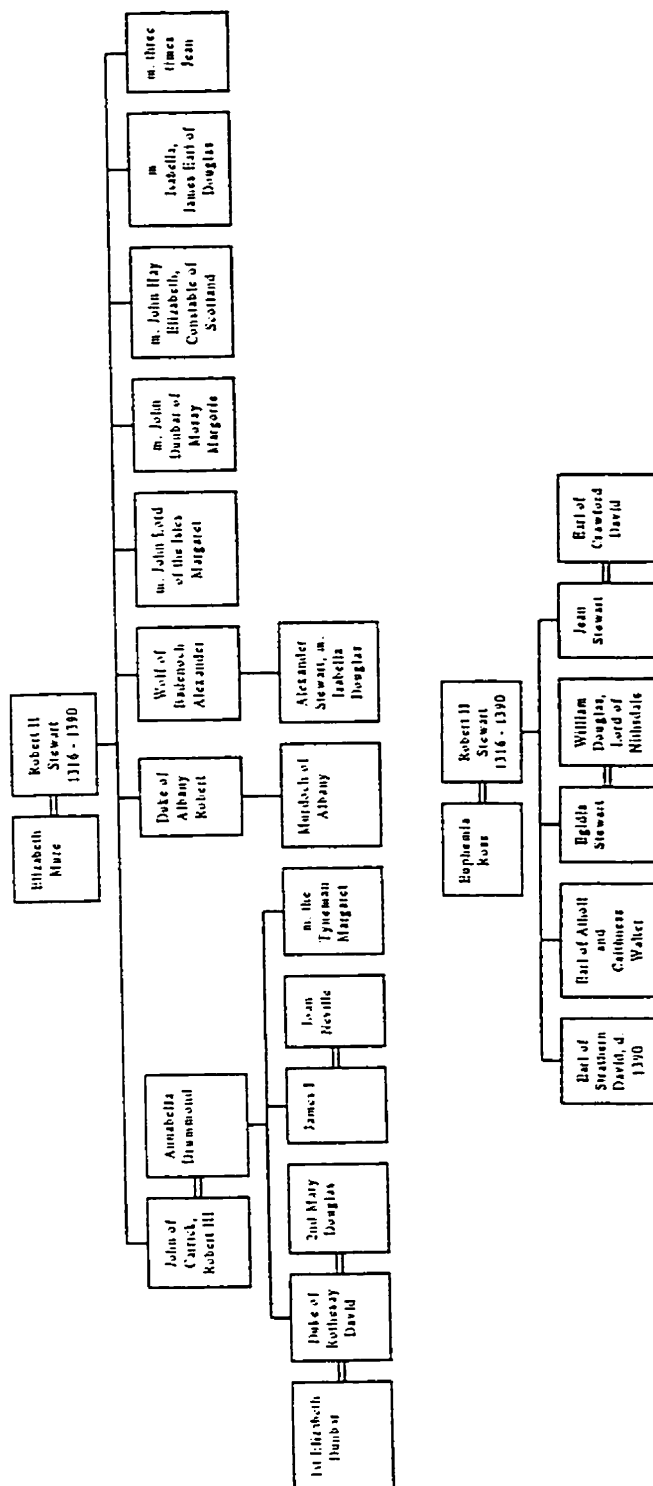 Elizabeth
Mure
Robert II
Stewart
1316 - 1390
John of
Carrick,
Robert III
Annabella
Drummond
Duke of
Albany
Robert
Wolf of
Badenoch
Alexander
m. John Lord
of the Isles
Margaret
m. John
Dunbar of
Moray
Margorie
m. John Hay
Elizabeth,
Constable of
Scotland
m
Isabella,
James Earl of
Douglas
m. three
times
Jean
1st Elizabeth
Dunbar
Duke of
Rothesay
David
2nd Mary
Douglas
James I
Joan
Neville
m. the
Tyneman
Margaret
Murdoch of
Albany
Alexander
Stewart, m.
Isabella
Douglas
Euphemia
Ross
Robert II
Stewart
1316 - 1390
Earl of
Strathern
David, d.
1390
Earl of Atholl
and
Caithness
Walter
Egidia
Stewart
William
Douglas,
Lord of
Nithsdale
Jean
Stewart
Earl of
Crawford
David